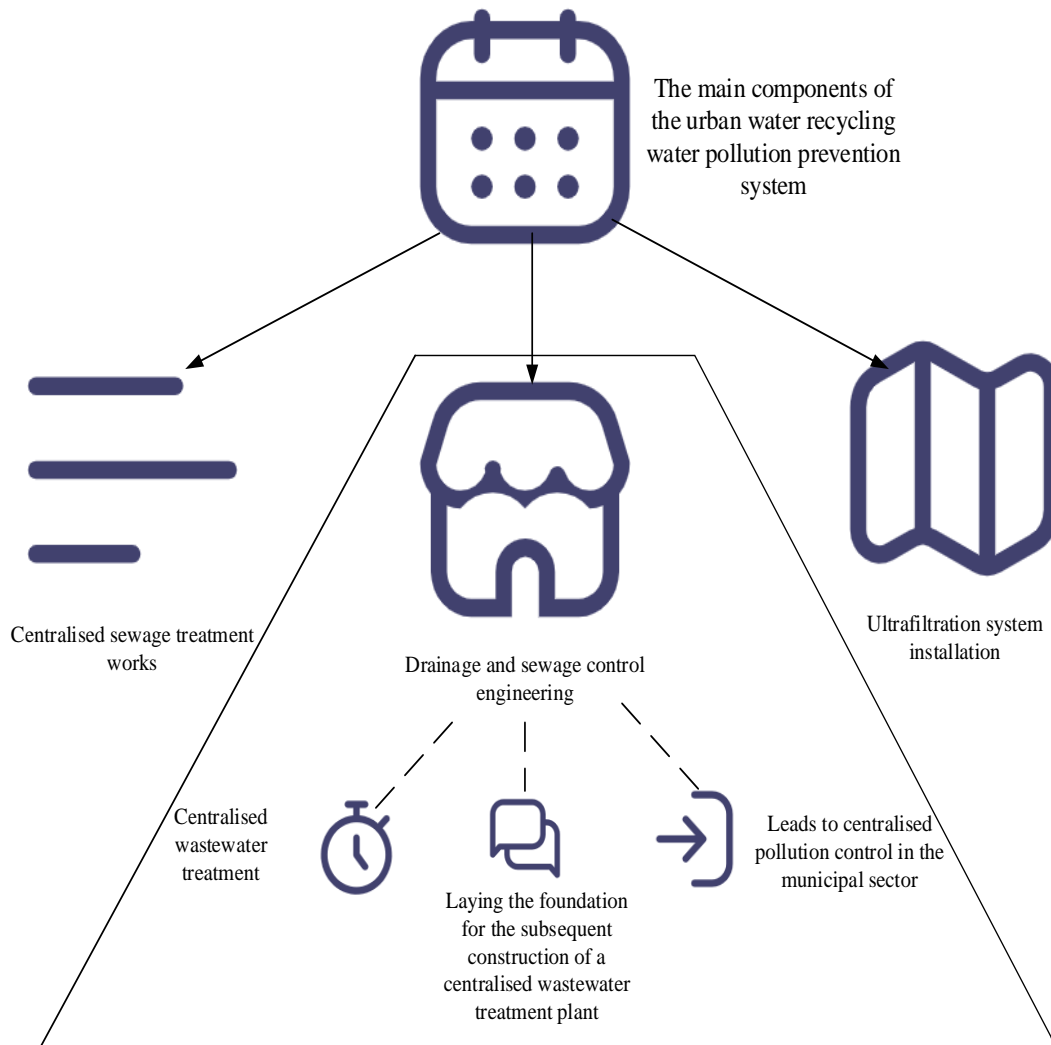 The main components of
the urban water recycling
water pollution prevention
system
Centralised sewage treatment
works
Drainage and sewage control
engineering
Ultrafiltration system
installation
Centralised
wastewater
treatment
Laying the foundation
for the subsequent
construction of a
centralised wastewater
treatment plant
Leads to centralised
pollution control in the
municipal sector